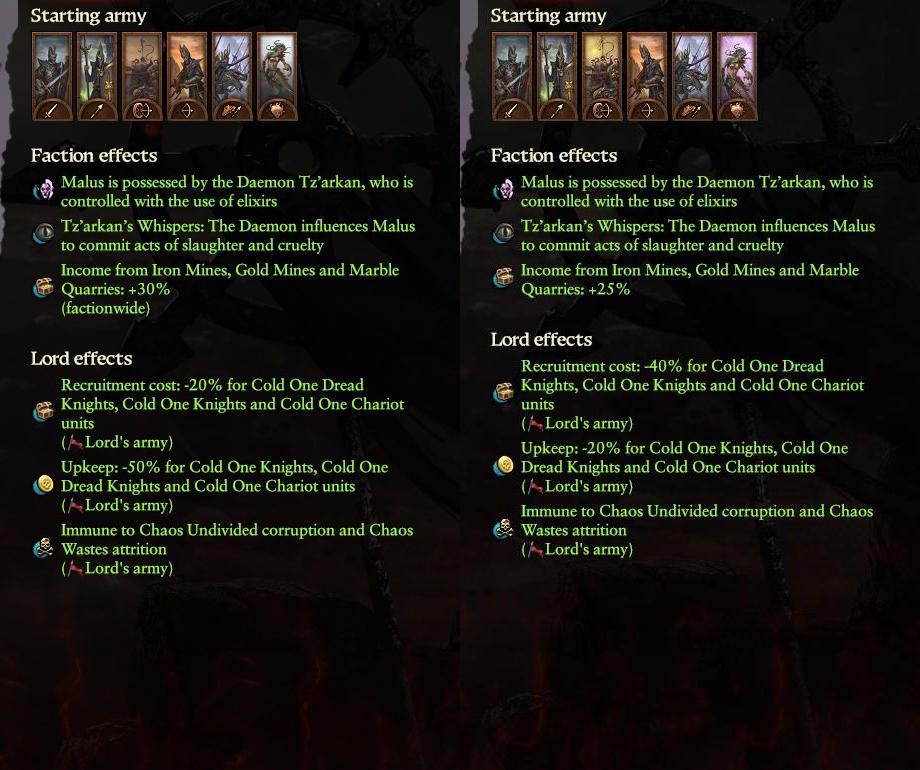 Starting army
Faction effects
Malus is possessed by the Daemon Tz'arkan, who is
controlled with the use of elixirs
Tz'arkan's Whispers: The Daemon influences Malus
to commit acts of slaughter and cruelty
Income from Iron Mines, Gold Mines and Marble
Quarries: +30%
(factionwide)
Lord effects
Recruitment cost: -20% for Cold One Dread
Knights, Cold One Knights and Cold One Chariot
units
(Lord's army)
Upkeep: -50% for Cold One Knights, Cold One
Dread Knights and Cold One Chariot units
(Lord's army)
Immune to Chaos Undivided corruption and Chaos
Wastes attrition
(Lord's army)
Starting army
Faction effects
Malus is possessed by the Daemon Tz'arkan, who is
controlled with the use of elixirs
Tz'arkan's Whispers: The Daemon influences Malus
to commit acts of slaughter and cruelty
Income from Iron Mines, Gold Mines and Marble
Quarries: +25%
Lord effects
Recruitment cost: -40% for Cold One Dread
Knights, Cold One Knights and Cold One Chariot
units
(Lord's army)
Upkeep: -20% for Cold One Knights, Cold One
Dread Knights and Cold One Chariot units
(Lord's army)
Immune to Chaos Undivided corruption and Chaos
Wastes attrition
(Lord's army)